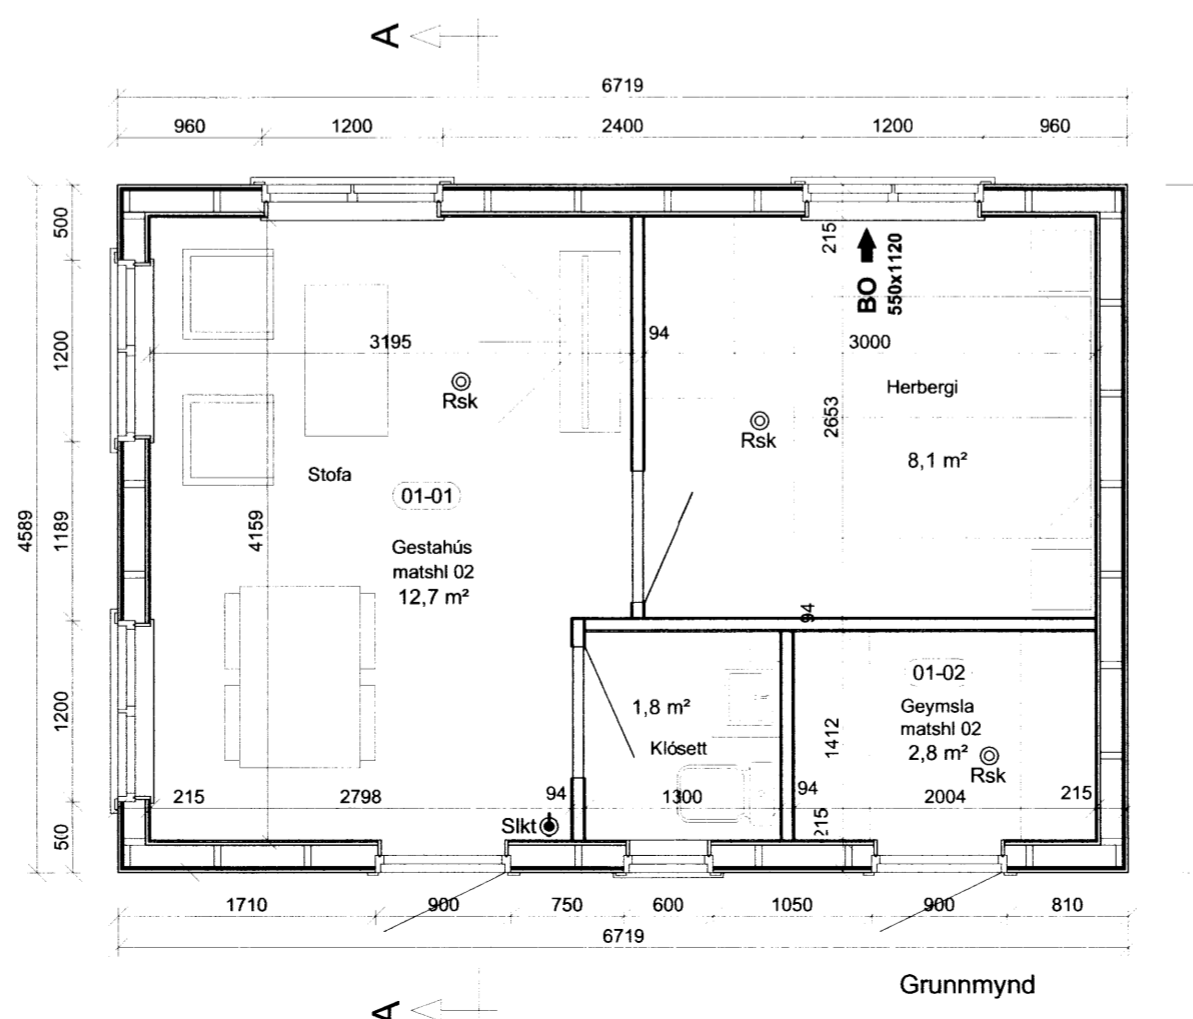 A
6719
960 1200 2400 1200 960
500
1200
1189
1200
500
4589
215
BO
550x1120
3195
94
3000
Rsk
Herbergi
2653
Rsk
8,1 m²
Stofa
01-01
4159
Gestahús
matshl 02
12,7 m²
94
01-02
1,8 m²
Geymsla
matshl 02
2,8 m²
Klósett
1412
Rsk
215
2798
94
1300
94
2004
215
Slkt
215
1710 900 750 600 1050 900 810
6719
Grunnmynd
A